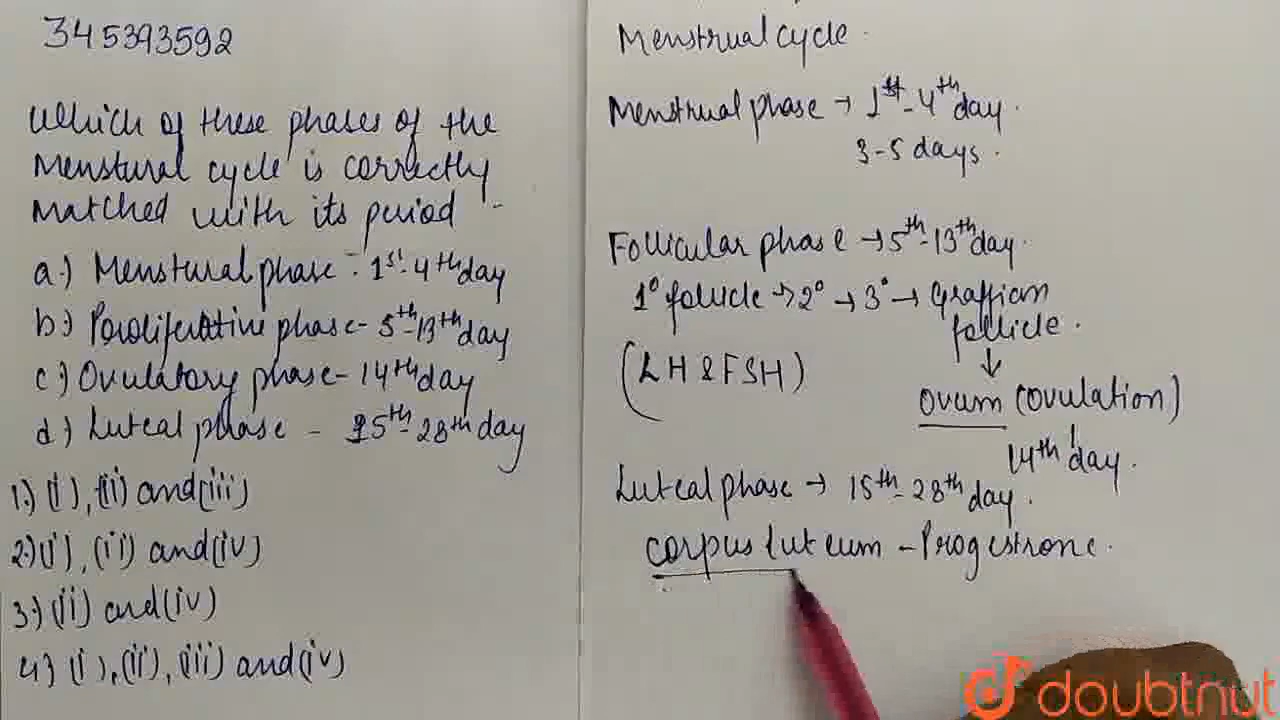 345393592
Which of these phases of the
Menstural cycle is correctly
matched with its period -
a.) Menstural phase - 1st - 4th day
b.) Poroliferative phase - 5th - 13th day
c.) Ovulatory phase - 14th day
d.) Luteal phase - 15th - 28th day
1.) (i), (ii) and (iii)
2.) (i), (ii) and (iv)
3.) (ii) and (iv)
4.) (i), (ii), (iii) and (iv)
Menstrual cycle.
Menstrual phase → 1st - 4th day.
3-5 days.
Follicular phase → 5th - 13th day.
1° follicle → 2° → 3° → Graffian
follicle.
↓
(LH & FSH)
ovum (ovulation)
14th day.
Luteal phase → 15th - 28th day.
corpus luteum - Progestrone.
doubtnut